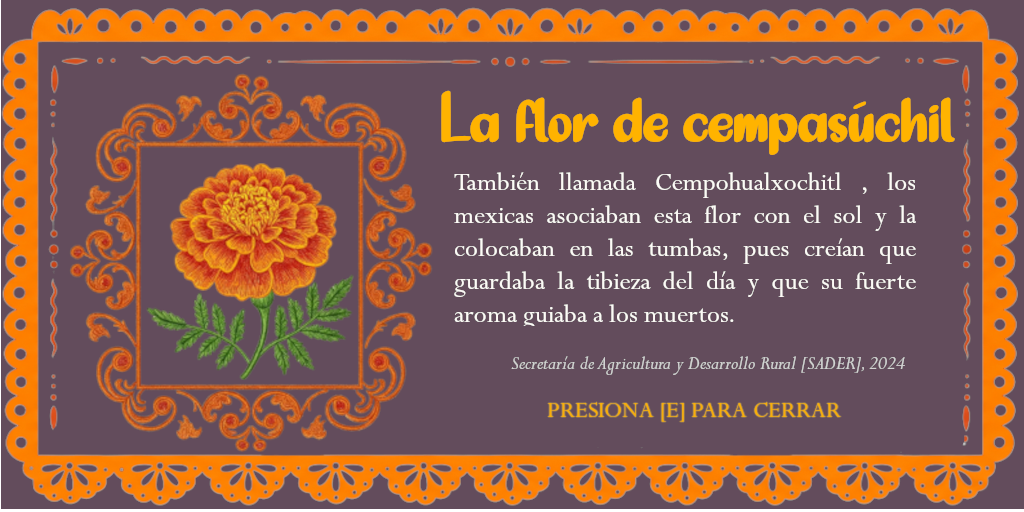 La flor de cempasúchil
También llamada Cempohualxochitl , los
mexicas asociaban esta flor con el sol y la
colocaban en las tumbas, pues creían que
guardaba la tibieza del día y que su fuerte
aroma guiaba a los muertos.
Secretaría de Agricultura y Desarrollo Rural [SADER], 2024
PRESIONA [E] PARA CERRAR